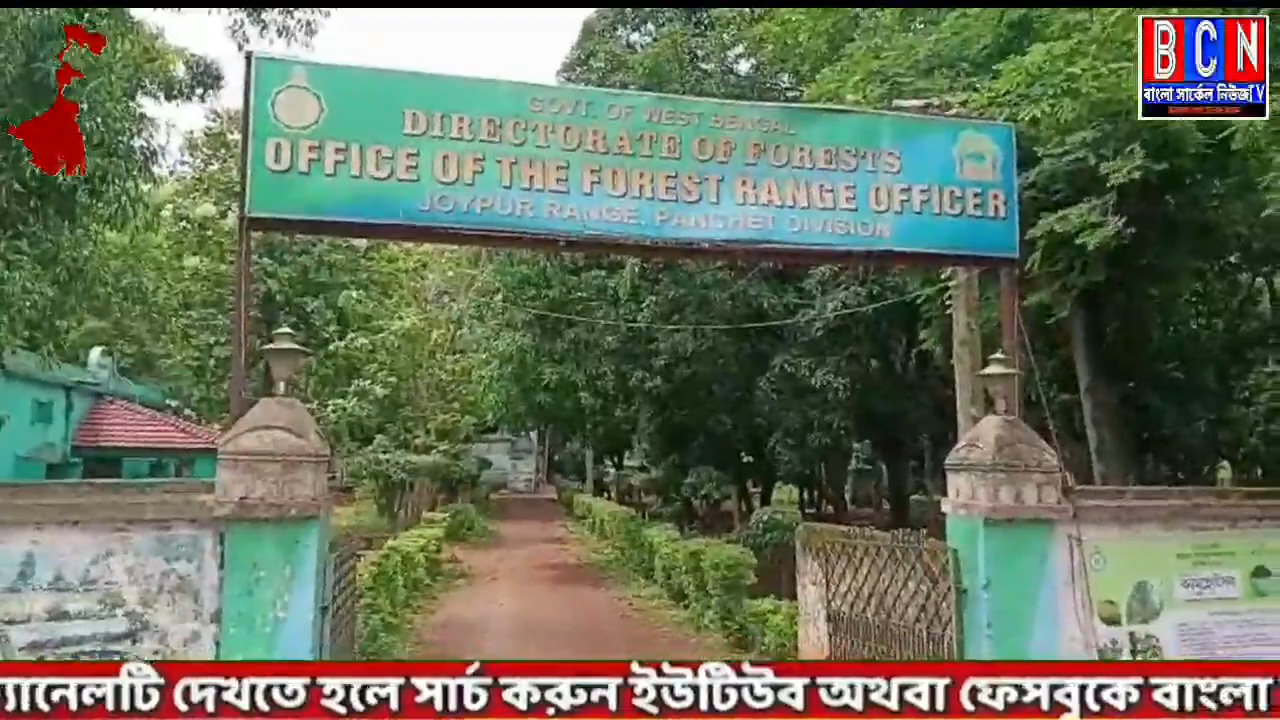 GOVT. OF WEST BENGAL
DIRECTORATE OF FORESTS
OFFICE OF THE FOREST RANGE OFFICER
JOYPUR RANGE, PANCHET DIVISION
BCN
বাংলা সার্কেল নিউজ TV
্যানেলটি দেখতে হলে সার্চ করুন ইউটিউব অথবা ফেসবুকে বাংলা